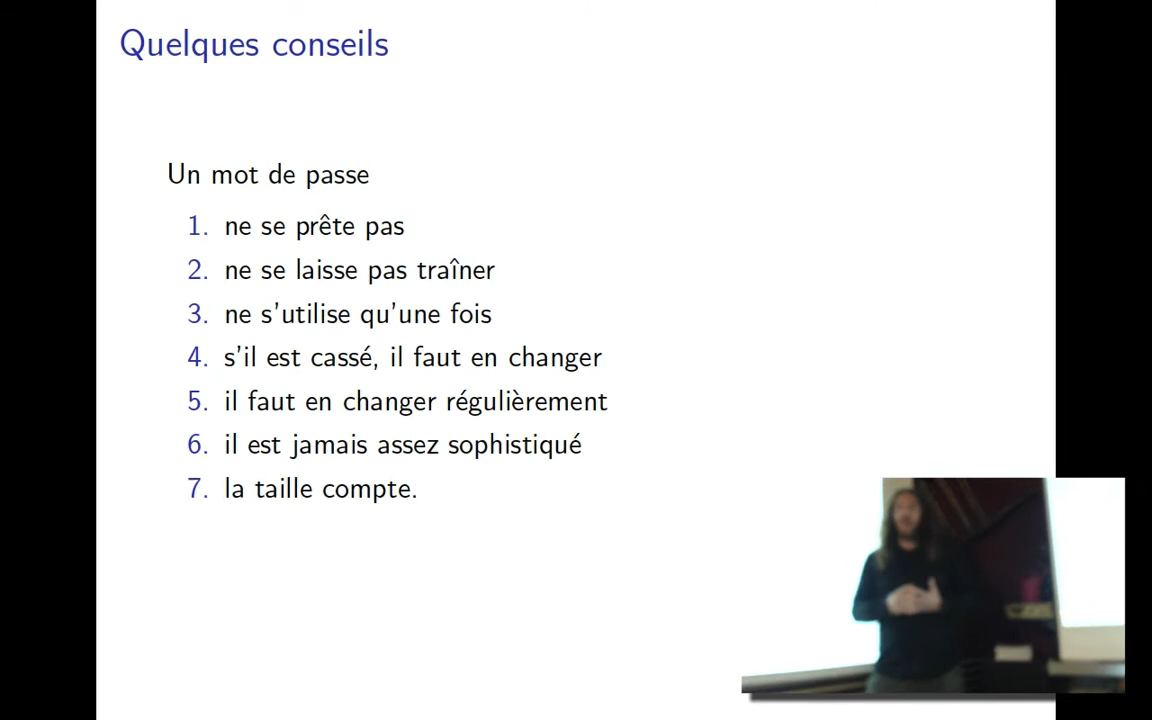 Quelques conseils
Un mot de passe
1. ne se prête pas
2. ne se laisse pas traîner
3. ne s'utilise qu'une fois
4. s'il est cassé, il faut en changer
5. il faut en changer régulièrement
6. il est jamais assez sophistiqué
7. la taille compte.